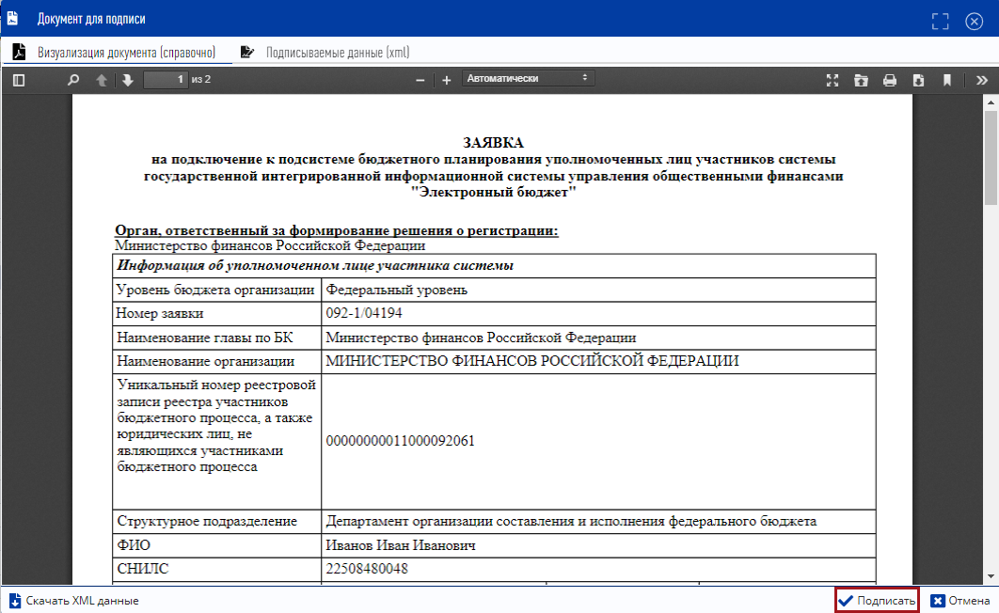 Документ для подписи
Визуализация документа (справочно) Подписываемые данные (xml)
1 из 2 Автоматически
ЗАЯВКА
на подключение к подсистеме бюджетного планирования уполномоченных лиц участников системы
государственной интегрированной информационной системы управления общественными финансами
"Электронный бюджет"
Орган, ответственный за формирование решения о регистрации:
Министерство финансов Российской Федерации
Информация об уполномоченном лице участника системы
Уровень бюджета организации Федеральный уровень
Номер заявки 092-1/04194
Наименование главы по БК Министерство финансов Российской Федерации
Наименование организации МИНИСТЕРСТВО ФИНАНСОВ РОССИЙСКОЙ ФЕДЕРАЦИИ
Уникальный номер реестровой
записи реестра участников
бюджетного процесса, а также
юридических лиц, не
являющихся участниками
бюджетного процесса
00000000011000092061
Структурное подразделение Департамент организации составления и исполнения федерального бюджета
ФИО Иванов Иван Иванович
СНИЛС 22508480048
Скачать XML данные Подписать Отмена